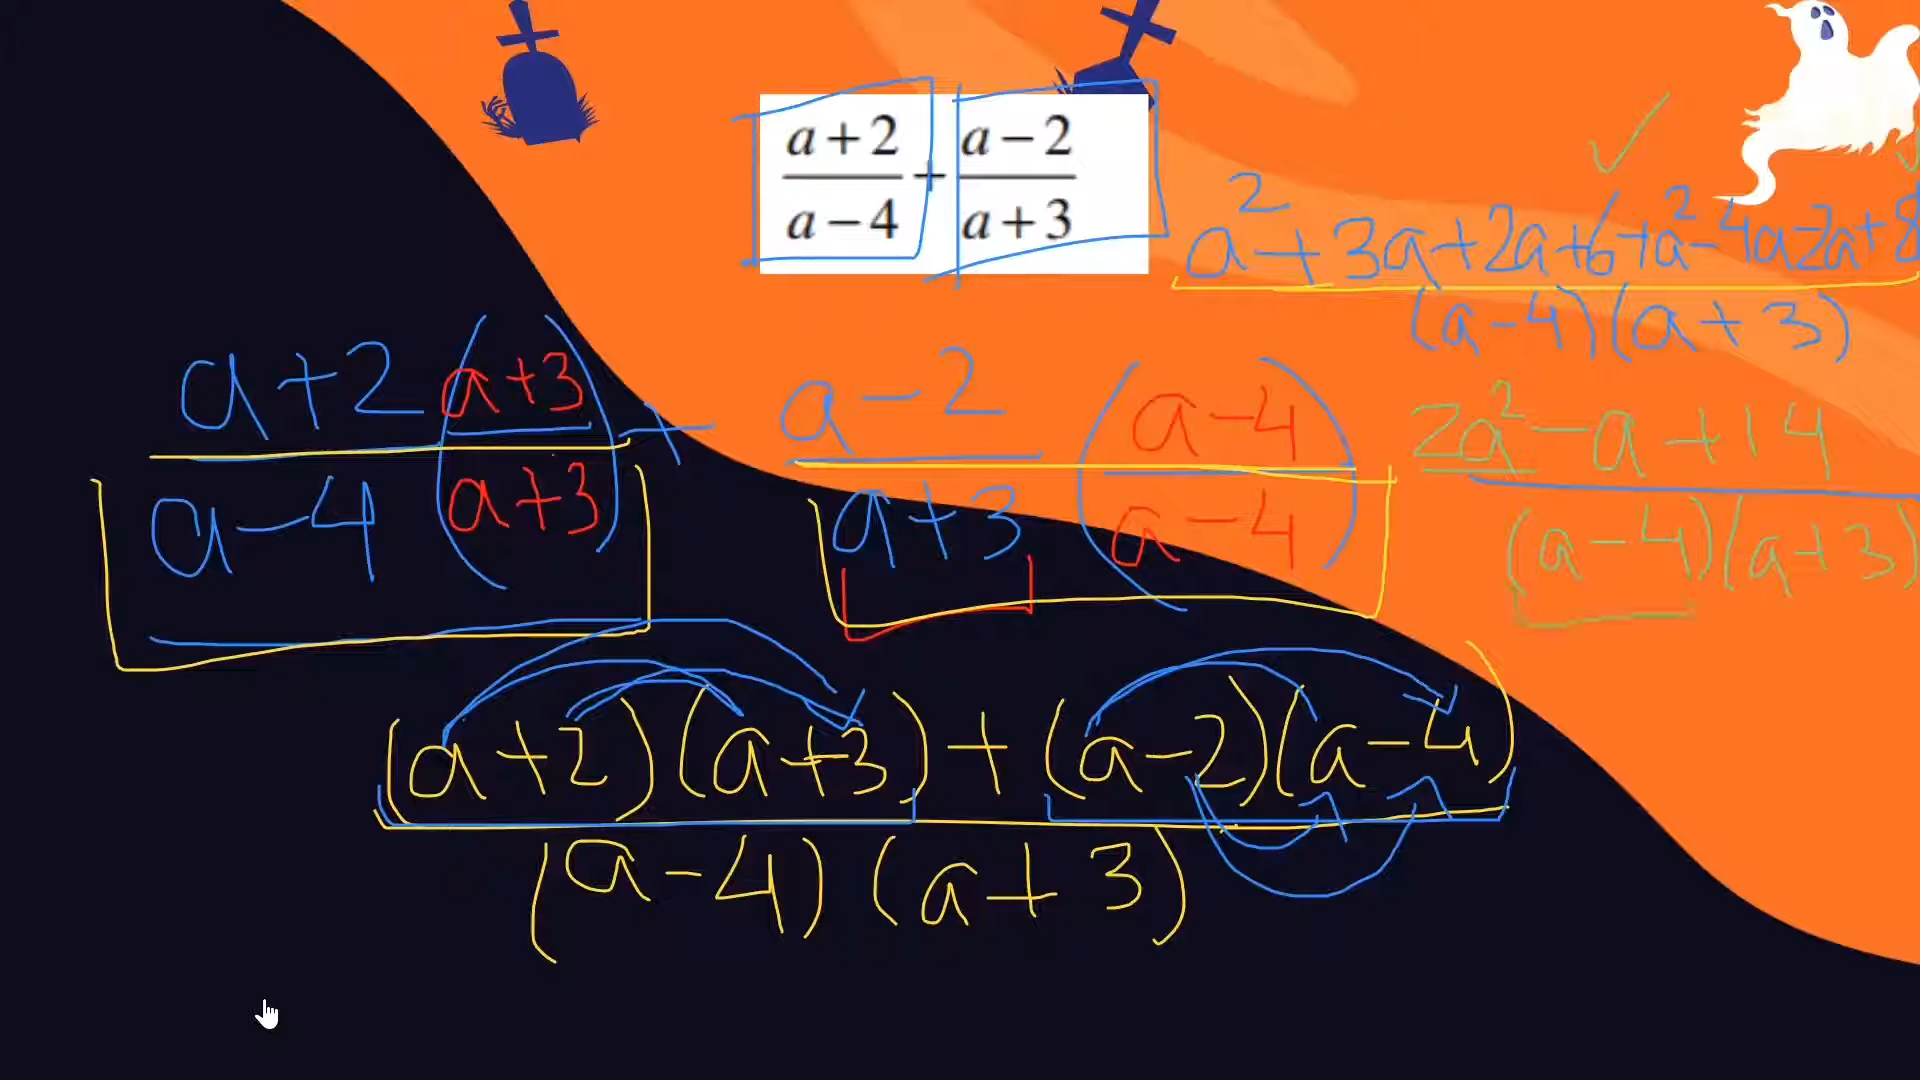 a+2/a−4 + a−2/a+3
a²+3a+2a+6+a²-4a-2a+8
(a-4)(a+3)
a+2/a-4 (a+3/a+3) + a-2/a+3 (a-4/a-4)
2a²-a+14
(a-4)(a+3)
(a+2)(a+3)+(a-2)(a-4)
(a-4)(a+3)